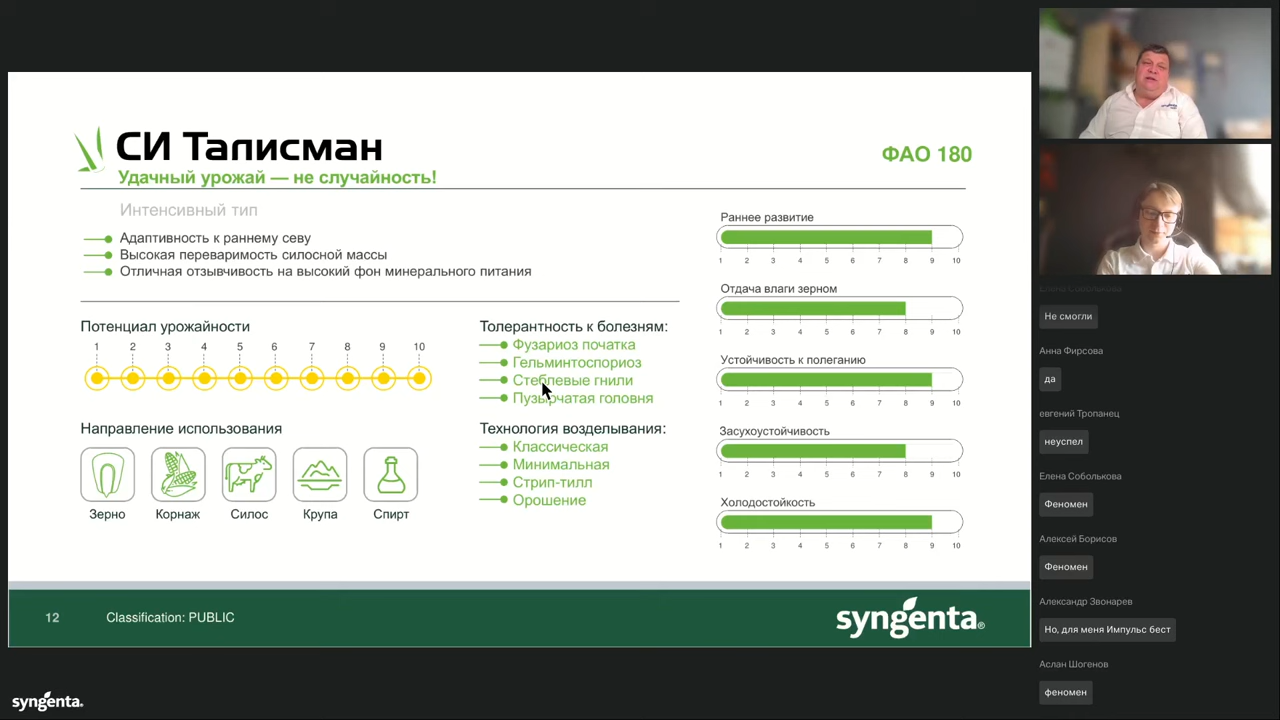 СИ Талисман
Удачный урожай — не случайность!
ФАО 180
Интенсивный тип
Адаптивность к раннему севу
Высокая переваримость силосной массы
Отличная отзывчивость на высокий фон минерального питания
Потенциал урожайности
1 2 3 4 5 6 7 8 9 10
Направление использования
Зерно Корнаж Силос Крупа Спирт
Толерантность к болезням:
Фузариоз початка
Гельминтоспориоз
Стеблевые гнили
Пузырчатая головня
Технология возделывания:
Классическая
Минимальная
Стрип-тилл
Орошение
Раннее развитие
1 2 3 4 5 6 7 8 9 10
Отдача влаги зерном
1 2 3 4 5 6 7 8 9 10
Устойчивость к полеганию
1 2 3 4 5 6 7 8 9 10
Засухоустойчивость
1 2 3 4 5 6 7 8 9 10
Холодостойкость
1 2 3 4 5 6 7 8 9 10
12 Classification: PUBLIC
syngenta®
syngenta.
Елена Соболькова
Не смогли
Анна Фирсова
да
евгений Тропанец
неуспел
Елена Соболькова
Феномен
Алексей Борисов
Феномен
Александр Звонарев
Но, для меня Импульс бест
Аслан Шогенов
феномен